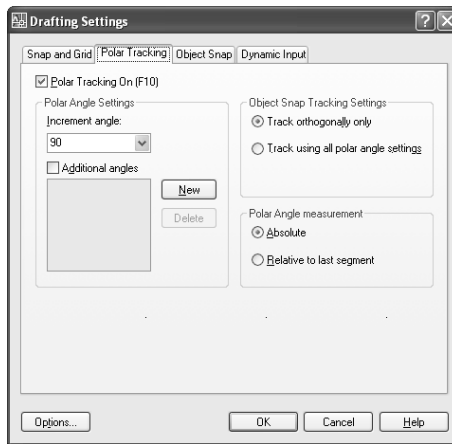 Drafting Settings
Snap and Grid Polar Tracking Object Snap Dynamic Input
Polar Tracking On (F10)
Polar Angle Settings
Increment angle:
90
Additional angles
New
Delete
Object Snap Tracking Settings
Track orthogonally only
Track using all polar angle settings
Polar Angle measurement
Absolute
Relative to last segment
Options... OK Cancel Help